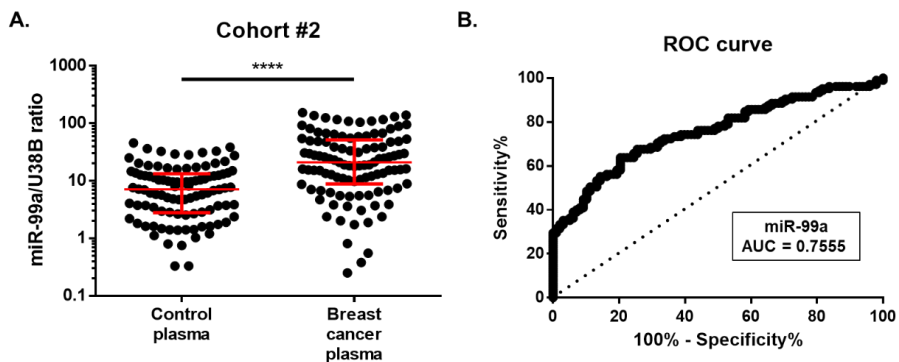 A.
Cohort #2
****
miR-99a/U38B ratio
1000
100
10
1
0.1
Control
plasma
Breast
cancer
plasma
B.
ROC curve
Sensitivity%
100
80
60
40
20
0
0 20 40 60 80 100
100% - Specificity%
miR-99a
AUC = 0.7555